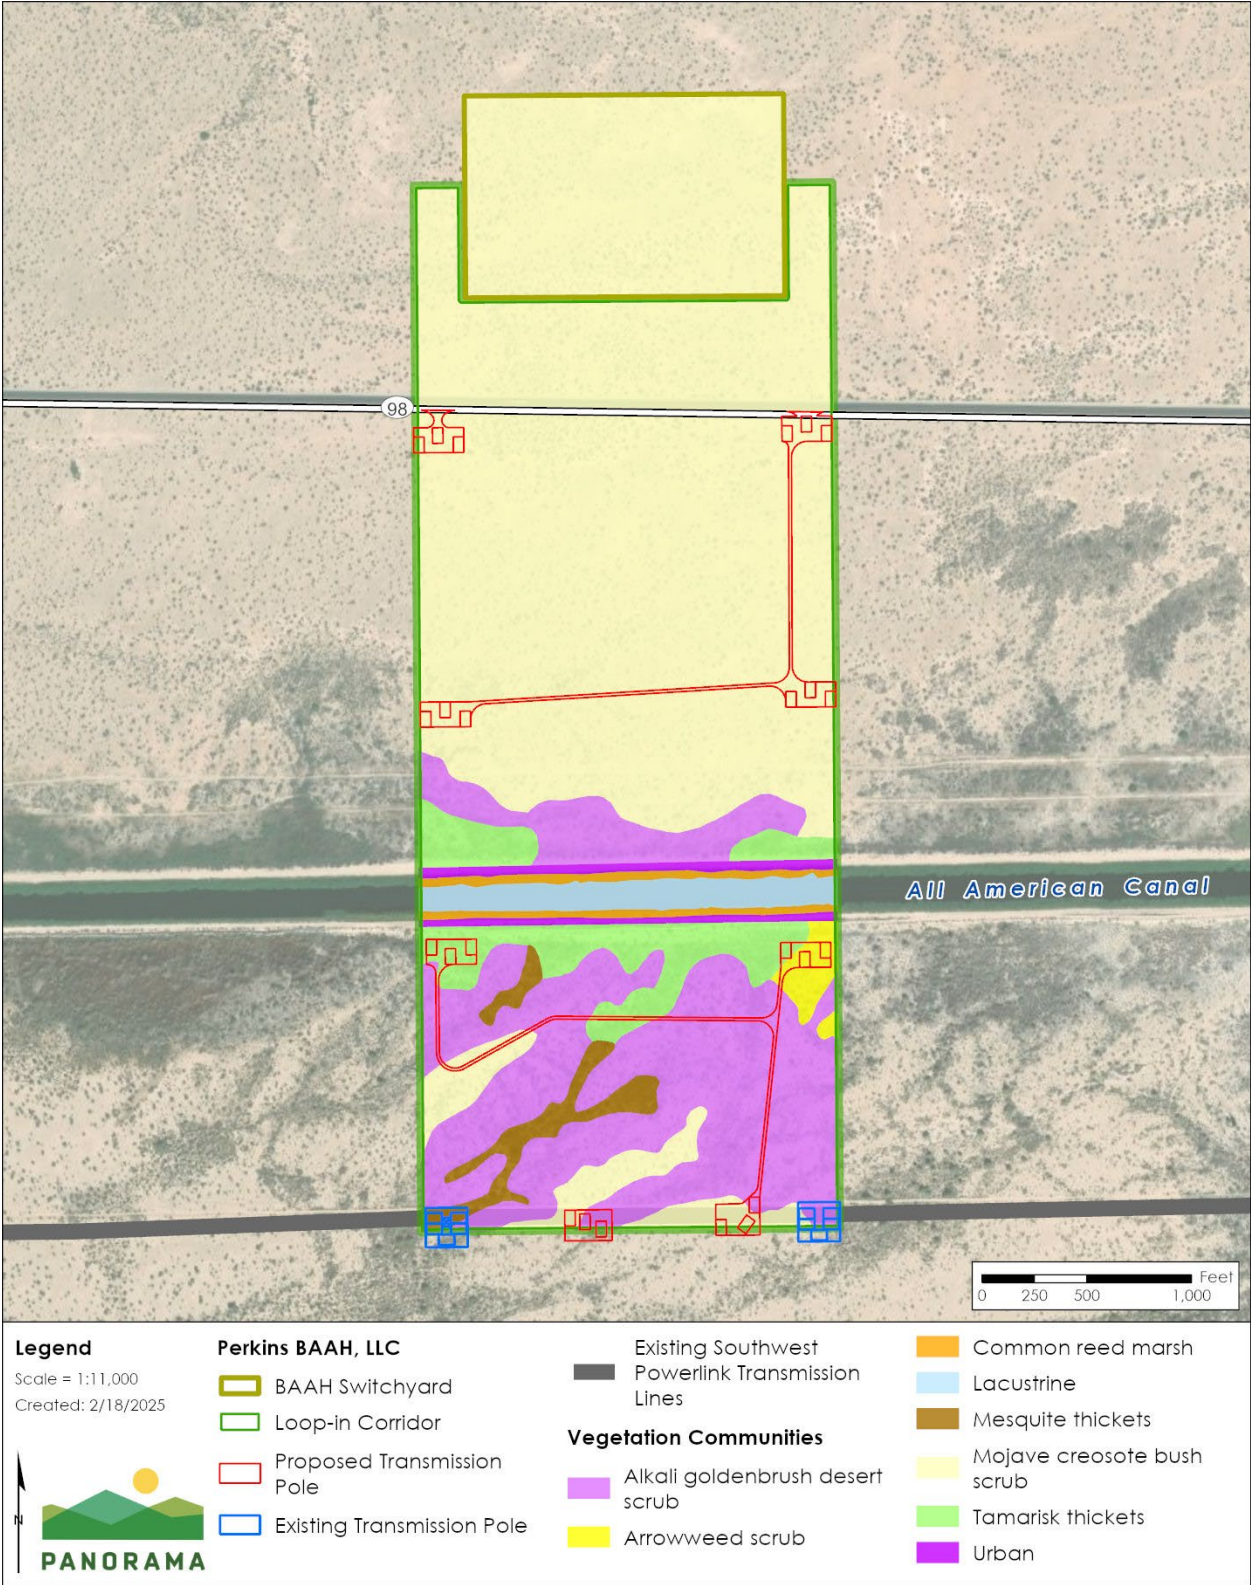 98
All American Canal
Feet
0 250 500 1,000
Legend
Scale = 1:11,000
Created: 2/18/2025
N
PANORAMA
Perkins BAAH, LLC
BAAH Switchyard
Loop-in Corridor
Proposed Transmission
Pole
Existing Transmission Pole
Existing Southwest
Powerlink Transmission
Lines
Vegetation Communities
Alkali goldenbrush desert
scrub
Arrowweed scrub
Common reed marsh
Lacustrine
Mesquite thickets
Mojave creosote bush
scrub
Tamarisk thickets
Urban